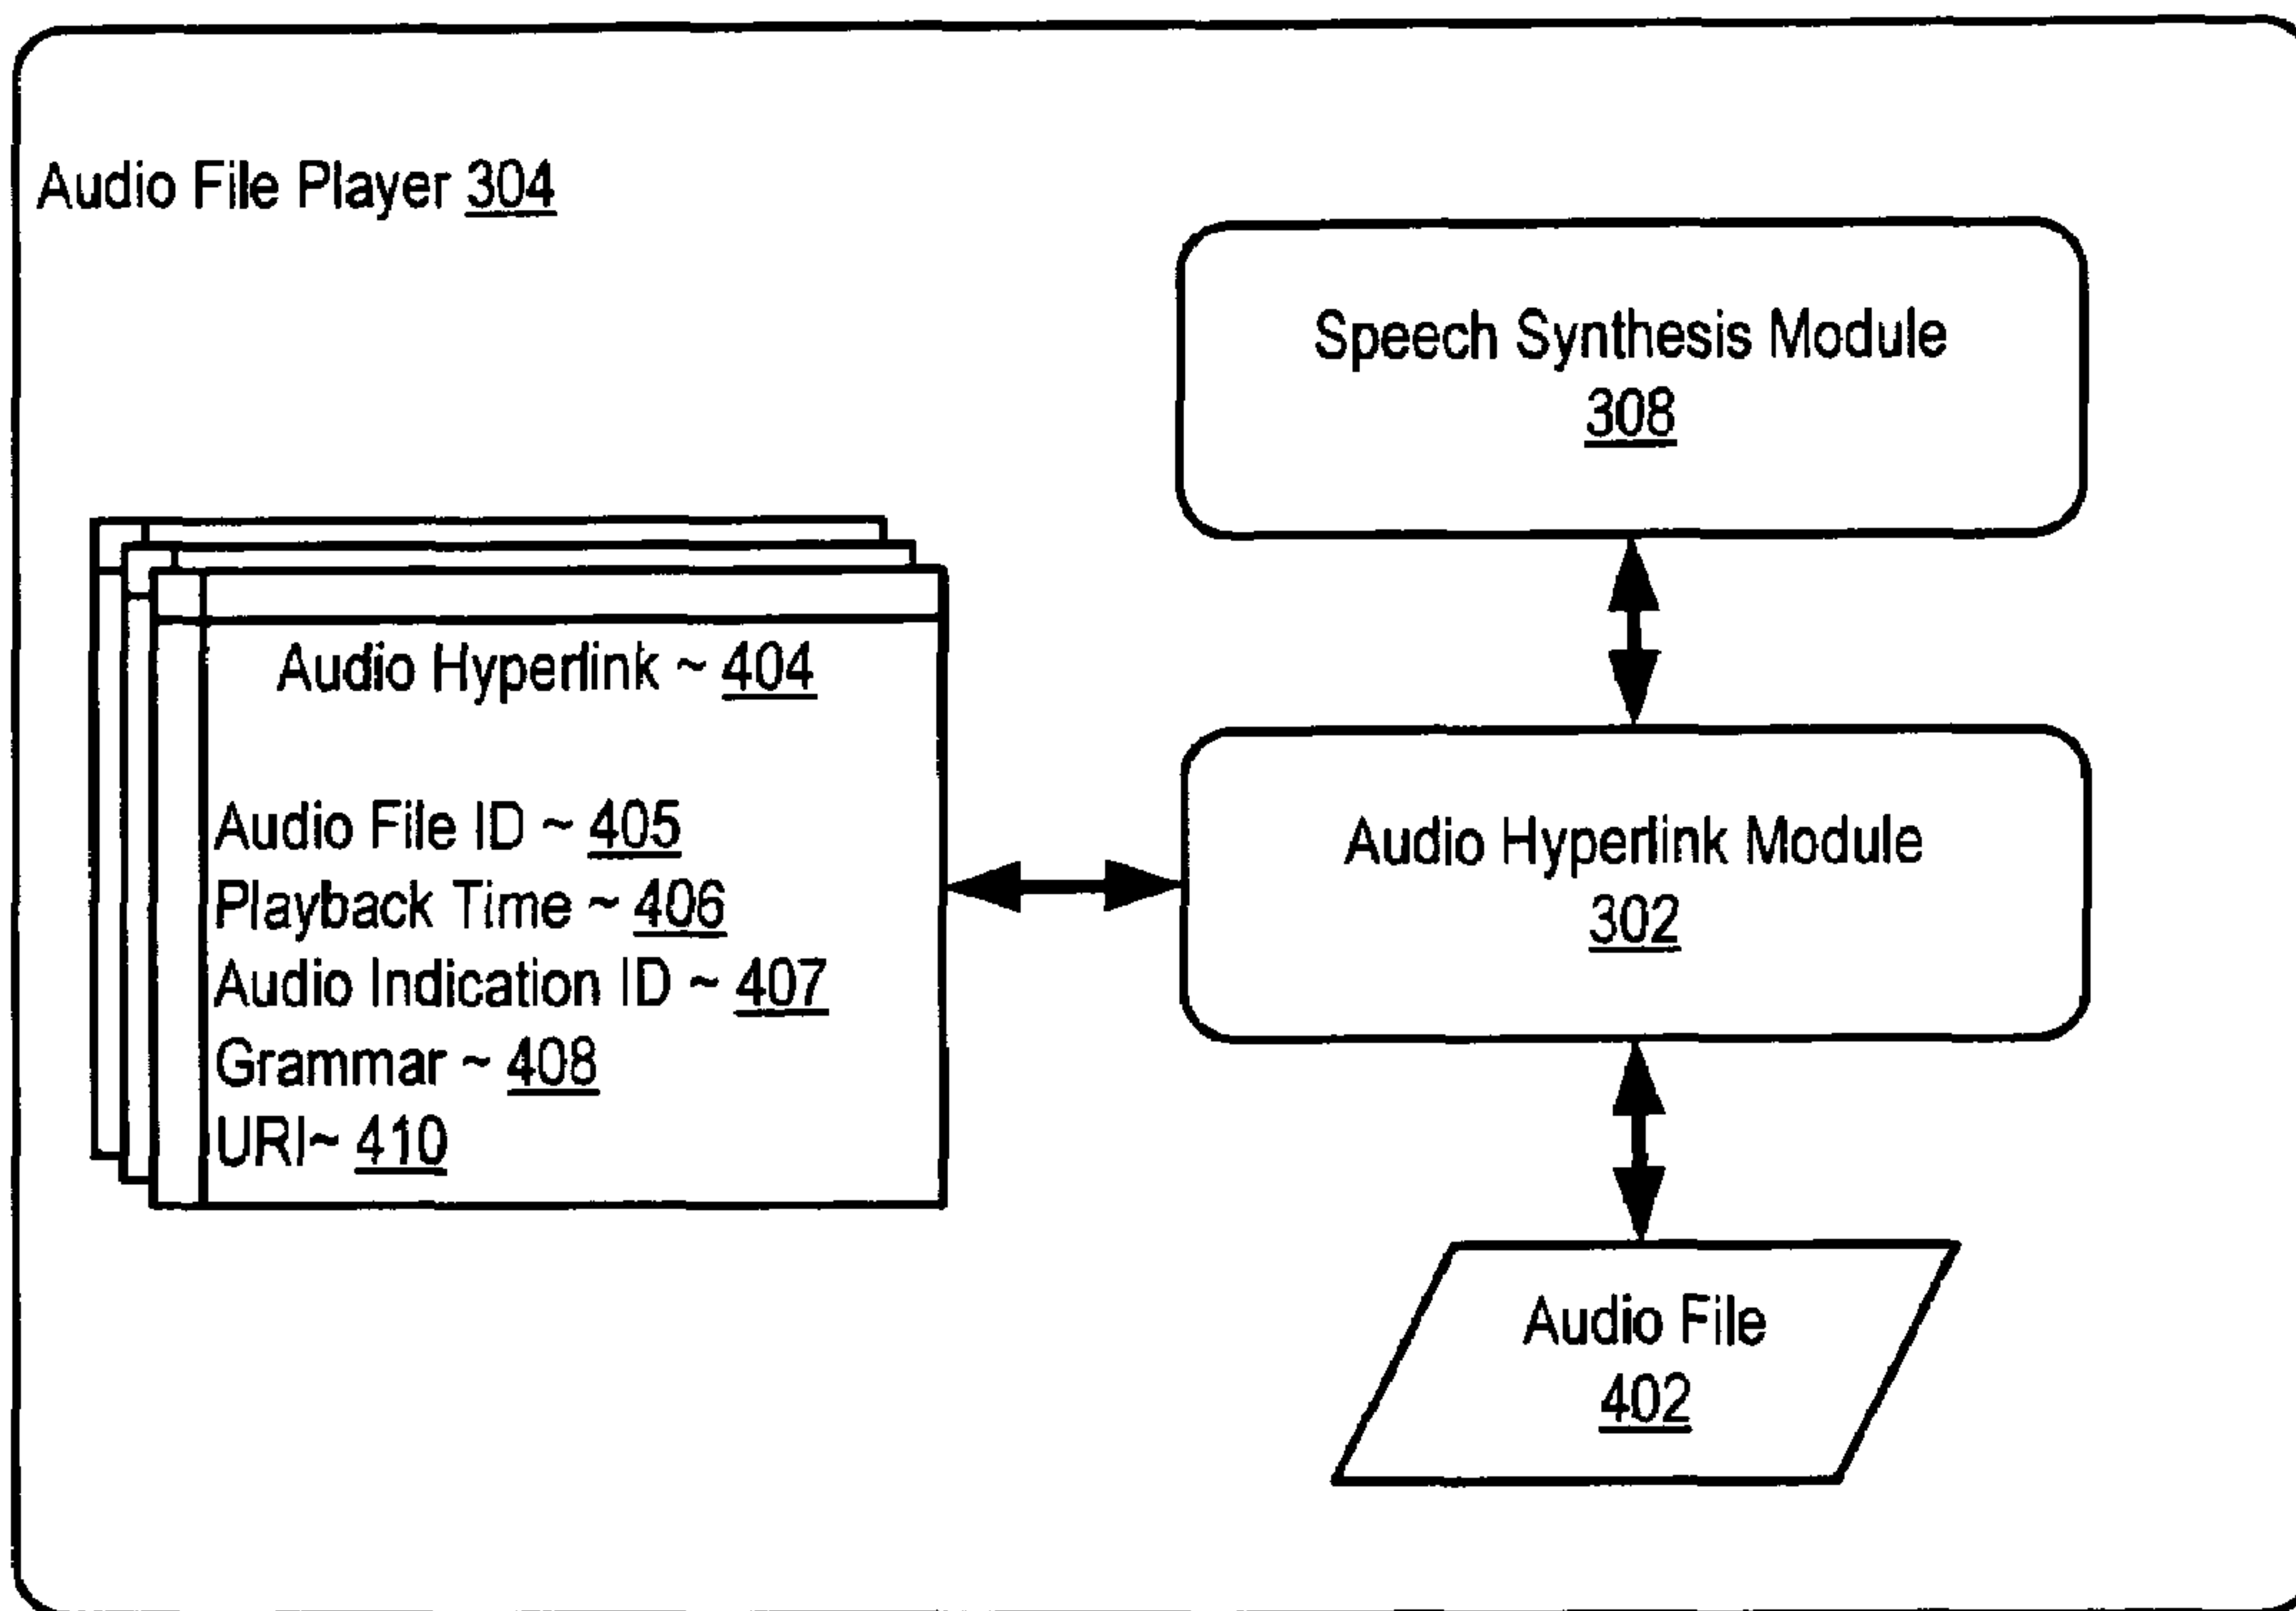 Audio File Player 304
Speech Synthesis Module
308
Audio Hyperlink ~ 404
Audio File ID ~ 405
Playback Time ~ 406
Audio Indication ID ~ 407
Grammar ~ 408
URI~ 410
Audio Hyperlink Module
302
Audio File
402